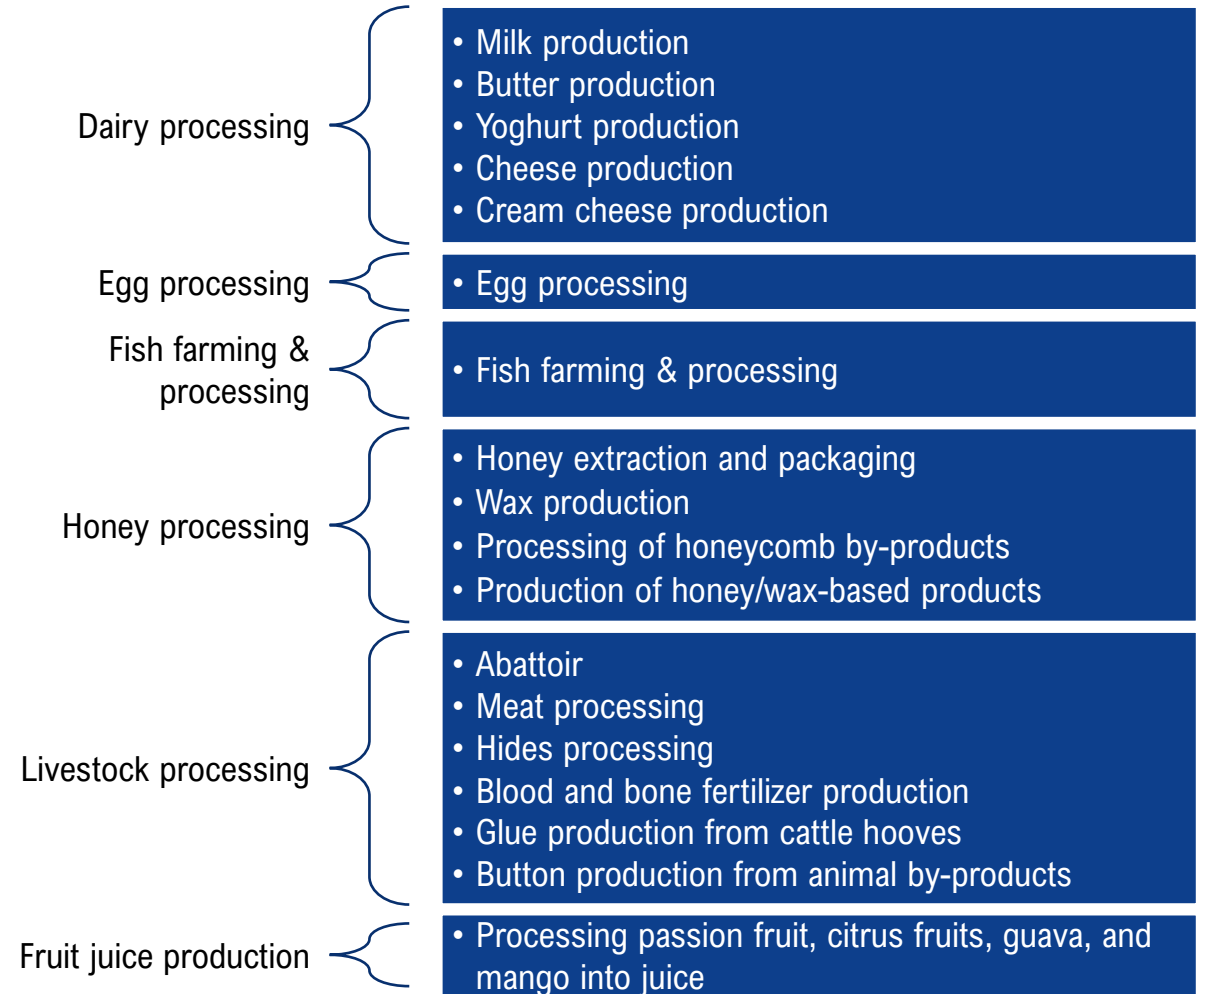 Dairy processing
• Milk production
• Butter production
• Yoghurt production
• Cheese production
• Cream cheese production
Egg processing
• Egg processing
Fish farming &
processing
• Fish farming & processing
Honey processing
• Honey extraction and packaging
• Wax production
• Processing of honeycomb by-products
• Production of honey/wax-based products
Livestock processing
• Abattoir
• Meat processing
• Hides processing
• Blood and bone fertilizer production
• Glue production from cattle hooves
• Button production from animal by-products
Fruit juice production
• Processing passion fruit, citrus fruits, guava, and
mango into juice